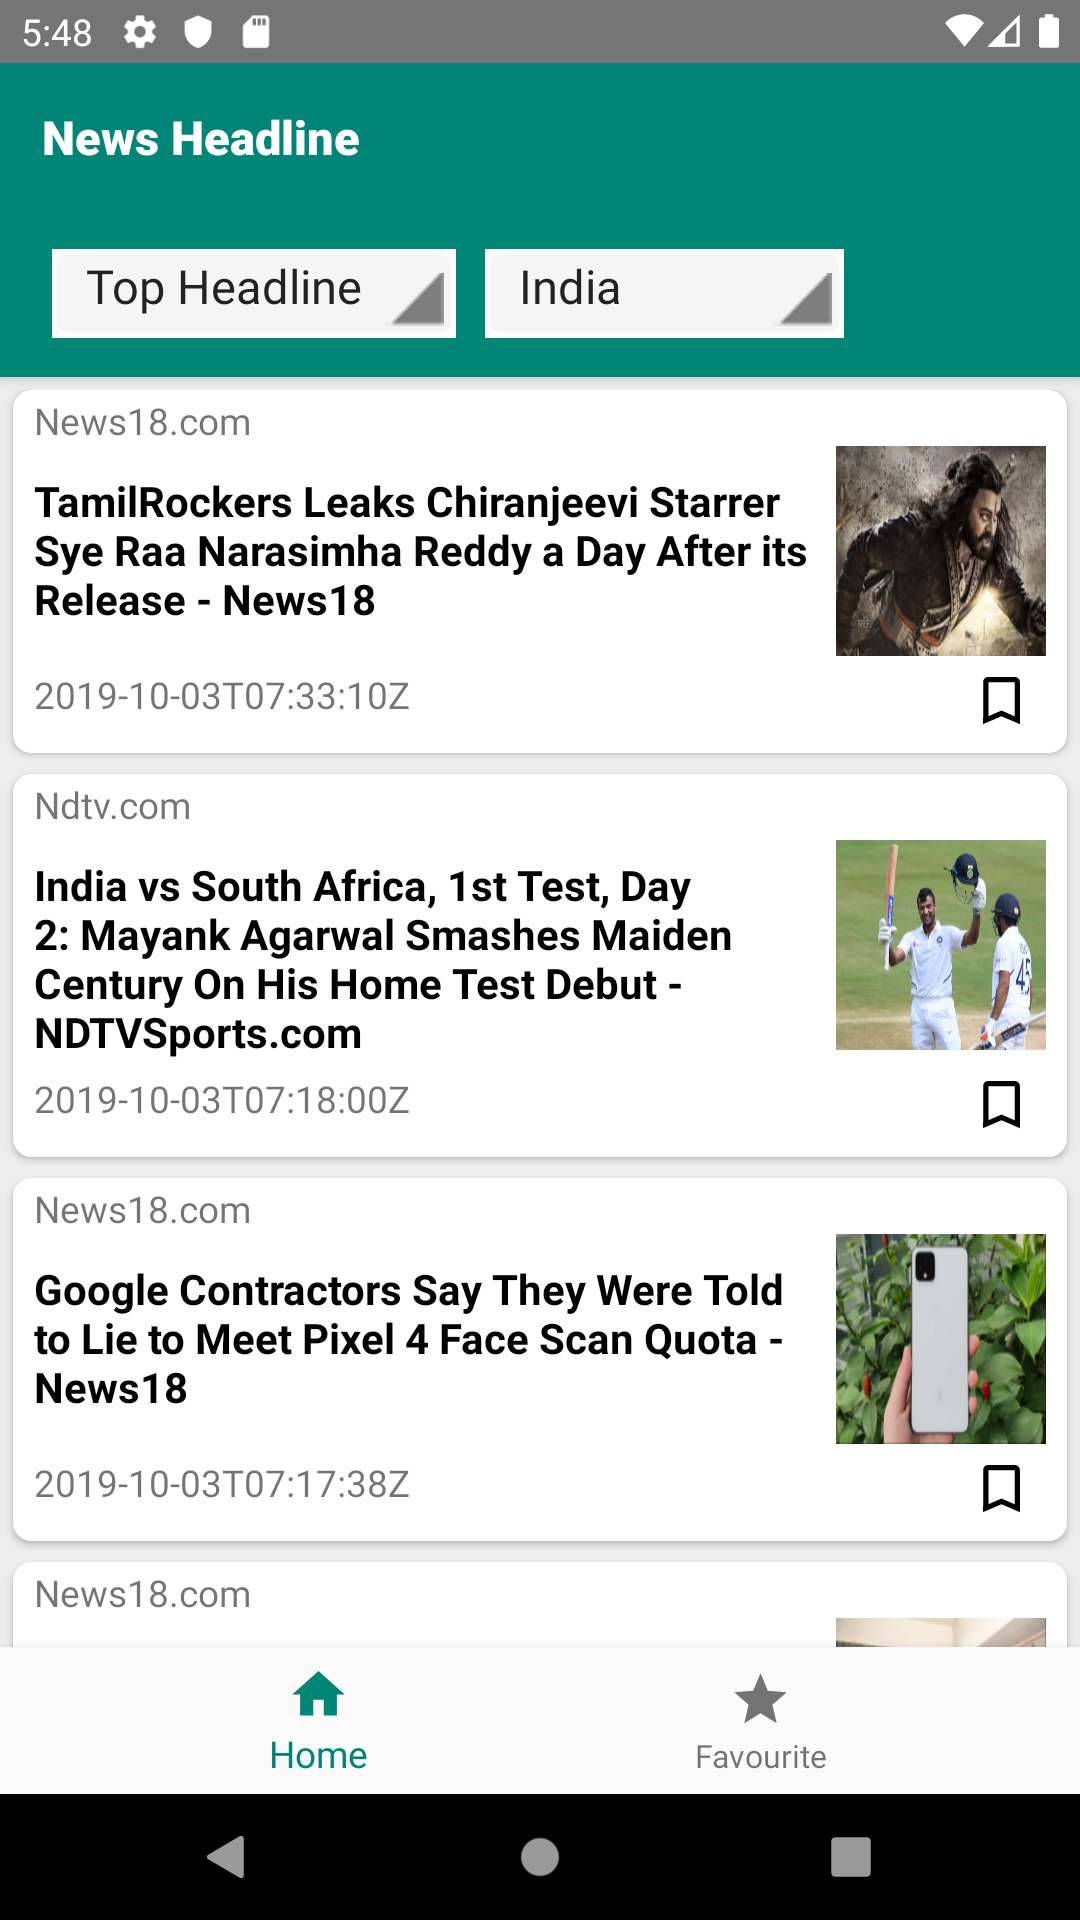 5:48
News Headline
Top Headline
India
News18.com
TamilRockers Leaks Chiranjeevi Starrer
Sye Raa Narasimha Reddy a Day After its
Release - News18
2019-10-03T07:33:10Z
Ndtv.com
India vs South Africa, 1st Test, Day
2: Mayank Agarwal Smashes Maiden
Century On His Home Test Debut -
NDTVSports.com
45
2019-10-03T07:18:00Z
News18.com
Google Contractors Say They Were Told
to Lie to Meet Pixel 4 Face Scan Quota -
News18
2019-10-03T07:17:38Z
News18.com
Home
Favourite